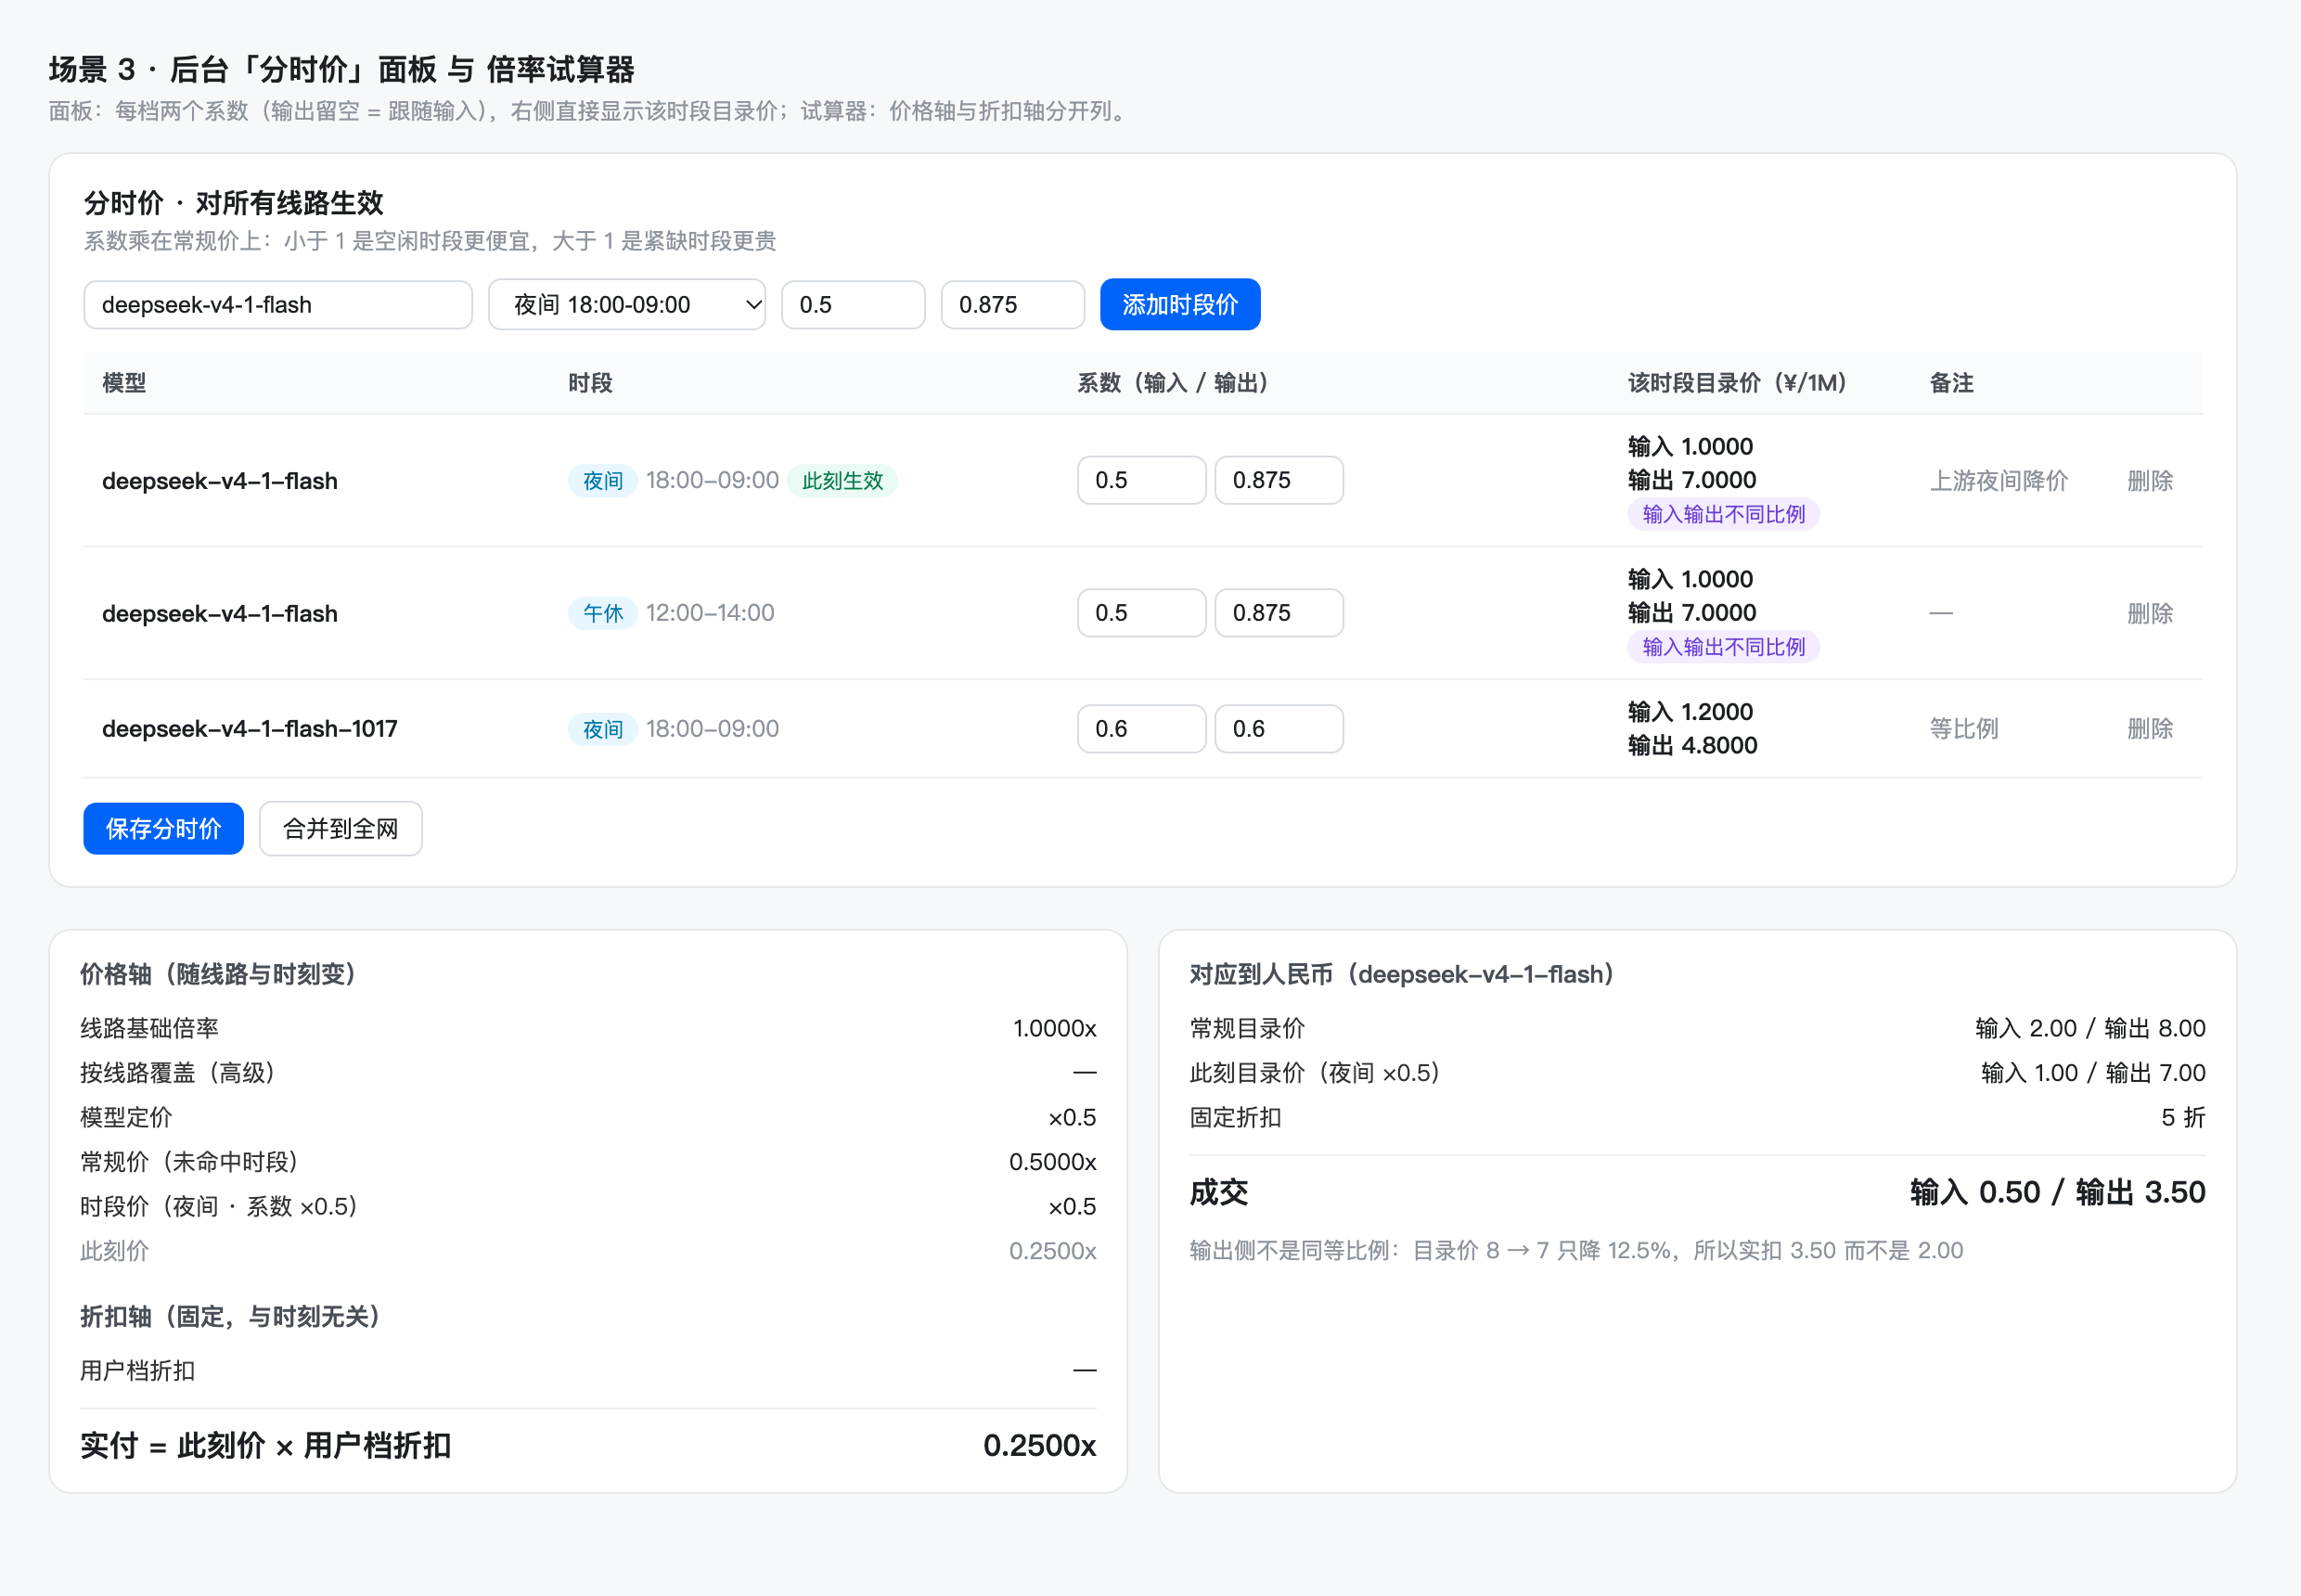 场景 3 · 后台「分时价」面板 与 倍率试算器
面板：每档两个系数（输出留空 = 跟随输入），右侧直接显示该时段目录价；试算器：价格轴与折扣轴分开列。
分时价 · 对所有线路生效
系数乘在常规价上：小于 1 是空闲时段更便宜，大于 1 是紧缺时段更贵
deepseek-v4-1-flash 夜间 18:00-09:00 0.5 0.875 添加时段价
模型 时段 系数（输入 / 输出） 该时段目录价（¥/1M） 备注
输入 1.0000
deepseek-v4-1-flash 夜间 18:00–09:00 此刻生效 0.5 0.875 输出 7.0000 上游夜间降价 删除
输入输出不同比例
输入 1.0000
deepseek-v4-1-flash 午休 12:00–14:00 0.5 0.875 输出 7.0000 — 删除
输入输出不同比例
输入 1.2000
deepseek-v4-1-flash-1017 夜间 18:00–09:00 0.6 0.6 等比例 删除
输出 4.8000
保存分时价 合并到全网
价格轴（随线路与时刻变）
线路基础倍率 1.0000x
按线路覆盖（高级） —
模型定价 ×0.5
常规价（未命中时段） 0.5000x
时段价（夜间 · 系数 ×0.5） ×0.5
此刻价 0.2500x
折扣轴（固定，与时刻无关）
用户档折扣 —
实付 = 此刻价 × 用户档折扣 0.2500x
对应到人民币（deepseek-v4-1-flash）
常规目录价 输入 2.00 / 输出 8.00
此刻目录价（夜间 ×0.5） 输入 1.00 / 输出 7.00
固定折扣 5 折
成交 输入 0.50 / 输出 3.50
输出侧不是同等比例：目录价 8 → 7 只降 12.5%，所以实扣 3.50 而不是 2.00